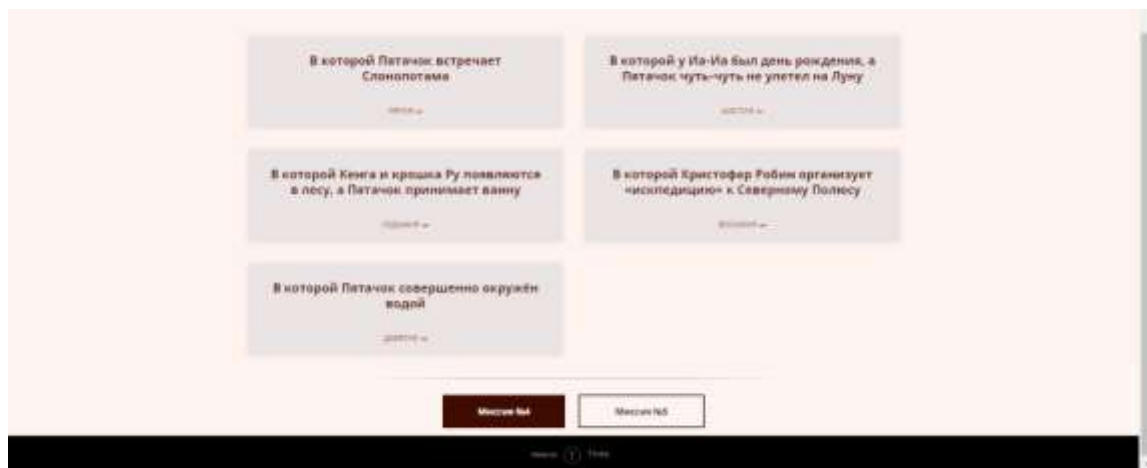 В которой Пятачок встречает
Слонопотама
В которой у Иа-Иа был день рождения, а
Пятачок чуть-чуть не улетел на Луну
В которой Кенга и крошка Ру появляются
в лесу, а Пятачок принимает ванну
В которой Кристофер Робин организует
«искпедицию» к Северному Полюсу
В которой Пятачок совершенно окружён
водой
Миссия №4
Миссия №5
Tilda